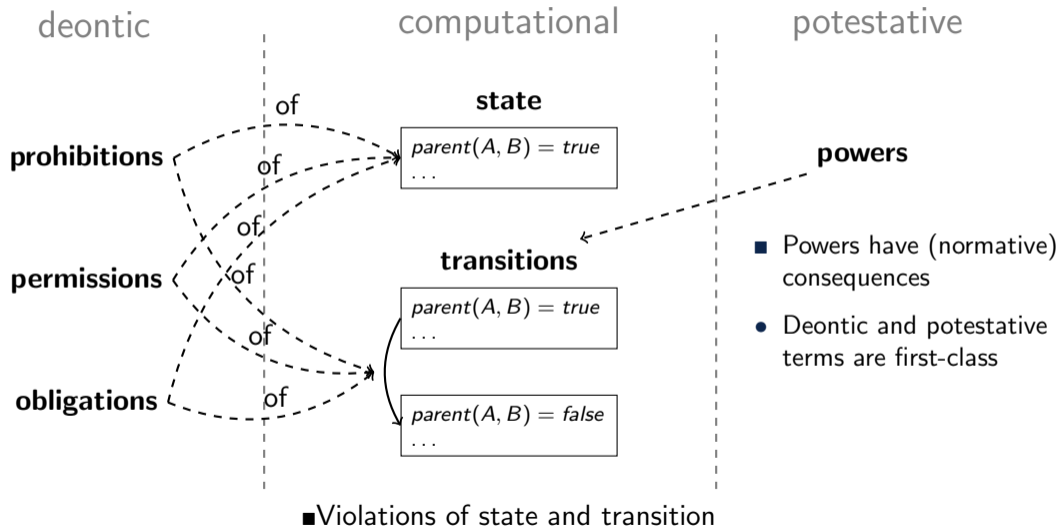 deontic
computational
potestative
state
of
prohibitions
of
parent(A, B) = true
...
powers
of
permissions
of
transitions
Powers have (normative)
consequences
parent(A, B) = true
...
of
Deontic and potestative
terms are first-class
obligations
of
parent(A, B) = false
...
Violations of state and transition